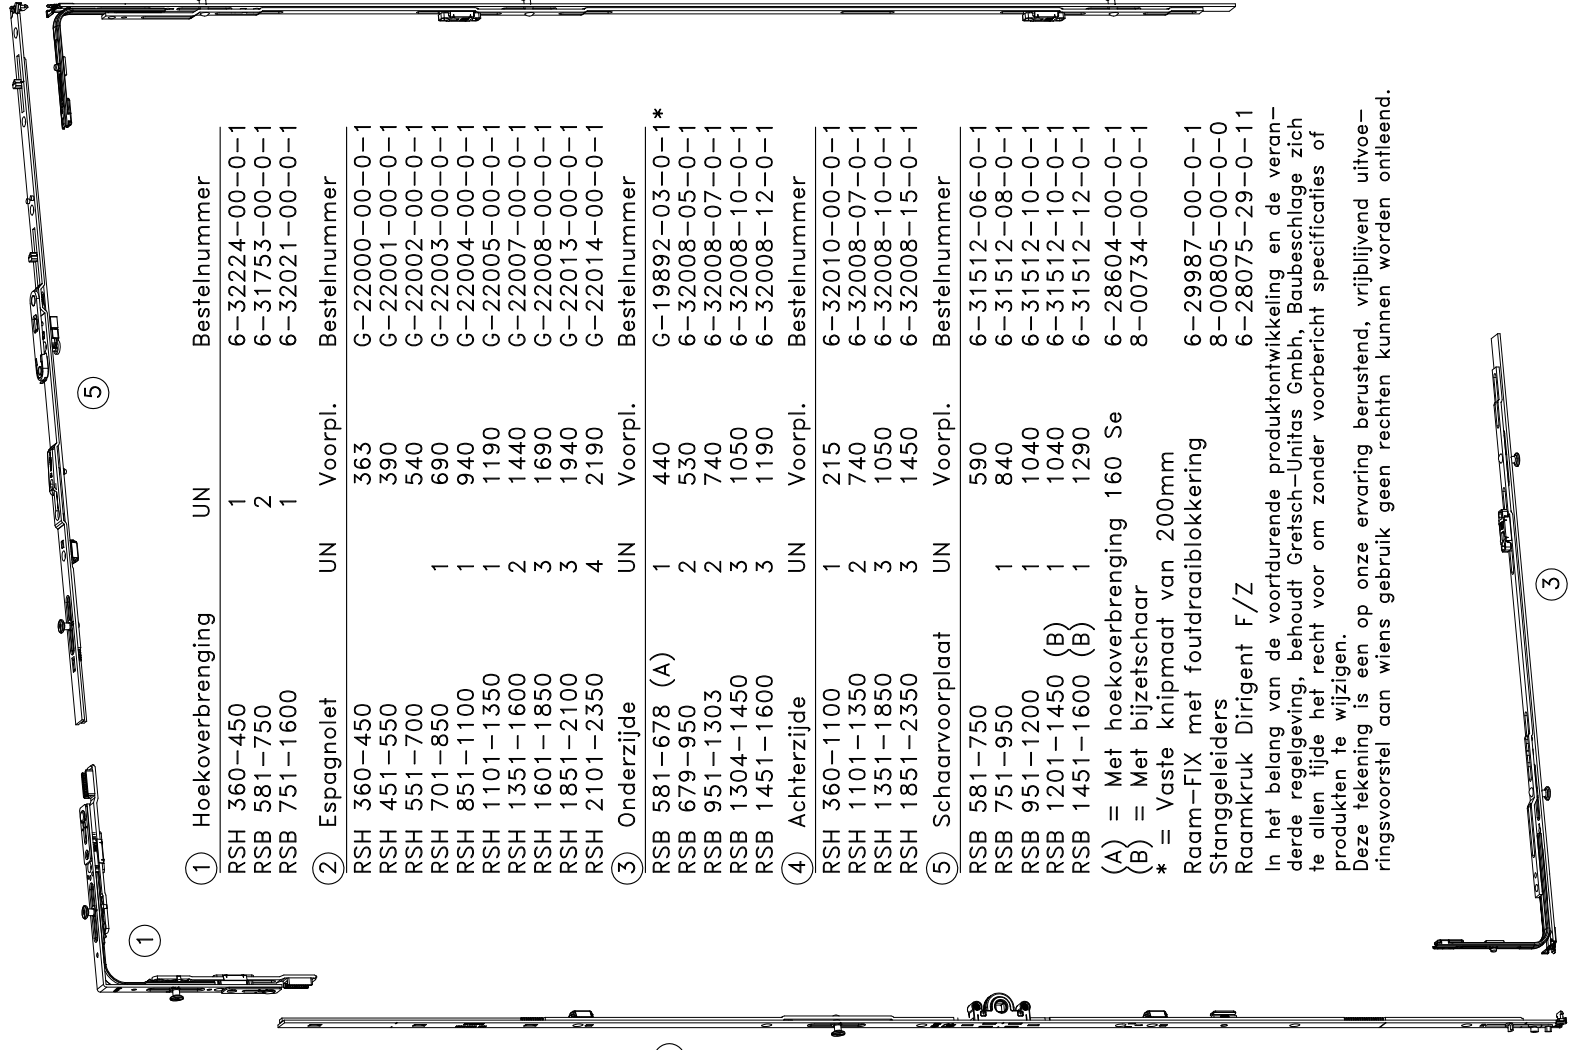 ① Hoekoverbrenging UN Bestelnummer
RSH 360-450 1 6-32224-00-0-1
RSB 581-750 2 6-31753-00-0-1
RSB 751-1600 1 6-32021-00-0-1
② Espagnolet UN Voorpl. Bestelnummer
RSH 360-450 363 G-22000-00-0-1
RSH 451-550 390 G-22001-00-0-1
RSH 551-700 540 G-22002-00-0-1
RSH 701-850 1 690 G-22003-00-0-1
RSH 851-1100 1 940 G-22004-00-0-1
RSH 1101-1350 1 1190 G-22005-00-0-1
RSH 1351-1600 2 1440 G-22007-00-0-1
RSH 1601-1850 3 1690 G-22008-00-0-1
RSH 1851-2100 3 1940 G-22013-00-0-1
RSH 2101-2350 4 2190 G-22014-00-0-1
③ Onderzijde UN Voorpl. Bestelnummer
RSB 581-678 (A) 1 440 G-19892-03-0-1*
RSB 679-950 2 530 6-32008-05-0-1
RSB 951-1303 2 740 6-32008-07-0-1
RSB 1304-1450 3 1050 6-32008-10-0-1
RSB 1451-1600 3 1190 6-32008-12-0-1
④ Achterzijde UN Voorpl. Bestelnummer
RSH 360-1100 1 215 6-32010-00-0-1
RSH 1101-1350 2 740 6-32008-07-0-1
RSH 1351-1850 3 1050 6-32008-10-0-1
RSH 1851-2350 3 1450 6-32008-15-0-1
⑤ Schaarvoorplaat UN Voorpl. Bestelnummer
RSB 581-750 590 6-31512-06-0-1
RSB 751-950 1 840 6-31512-08-0-1
RSB 951-1200 1 1040 6-31512-10-0-1
RSB 1201-1450 (B) 1 1040 6-31512-10-0-1
RSB 1451-1600 (B) 1 1290 6-31512-12-0-1
(A) = Met hoekoverbrenging 160 Se 6-28604-00-0-1
(B) = Met bijzetschaar 8-00734-00-0-1
* = Vaste knipmaat van 200mm
Raam-FIX met foutdraaiblokkering 6-29987-00-0-1
Stanggeleiders 8-00805-00-0-0
Raamkruk Dirigent F/Z 6-28075-29-0-11
In het belang van de voortdurende produktontwikkeling en de veran-
derde regelgeving, behoudt Gretsch-Unitas Gmbh, Baubeschlage zich
te allen tijde het recht voor om zonder voorbericht specificaties of
produkten te wijzigen.
Deze tekening is een op onze ervaring berustend, vrijblijvend uitvoe-
ringsvoorstel aan wiens gebruik geen rechten kunnen worden ontleend.
⑤
①
③